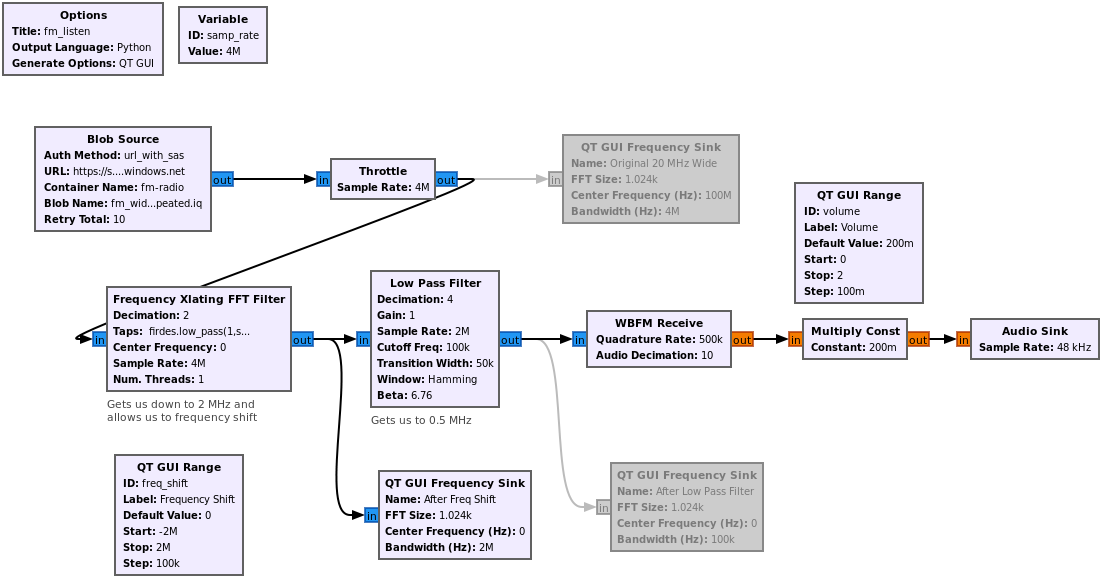 Options
Title: fm_listen
Output Language: Python
Generate Options: QT GUI
Variable
ID: samp_rate
Value: 4M
Blob Source
Auth Method: url_with_sas
URL: https://s....windows.net
Container Name: fm-radio
Blob Name: fm_wid...peated.iq
Retry Total: 10
out
in
Throttle
Sample Rate: 4M
out
in
QT GUI Frequency Sink
Name: Original 20 MHz Wide
FFT Size: 1.024k
Center Frequency (Hz): 100M
Bandwidth (Hz): 4M
QT GUI Range
ID: volume
Label: Volume
Default Value: 200m
Start: 0
Stop: 2
Step: 100m
in
Frequency Xlating FFT Filter
Decimation: 2
Taps: firdes.low_pass(1,s...
Center Frequency: 0
Sample Rate: 4M
Num. Threads: 1
out
Gets us down to 2 MHz and
allows us to frequency shift
in
Low Pass Filter
Decimation: 4
Gain: 1
Sample Rate: 2M
Cutoff Freq: 100k
Transition Width: 50k
Window: Hamming
Beta: 6.76
out
Gets us to 0.5 MHz
in
WBFM Receive
Quadrature Rate: 500k
Audio Decimation: 10
out
in
Multiply Const
Constant: 200m
out
in
Audio Sink
Sample Rate: 48 kHz
QT GUI Range
ID: freq_shift
Label: Frequency Shift
Default Value: 0
Start: -2M
Stop: 2M
Step: 100k
in
QT GUI Frequency Sink
Name: After Freq Shift
FFT Size: 1.024k
Center Frequency (Hz): 0
Bandwidth (Hz): 2M
in
QT GUI Frequency Sink
Name: After Low Pass Filter
FFT Size: 1.024k
Center Frequency (Hz): 0
Bandwidth (Hz): 100k